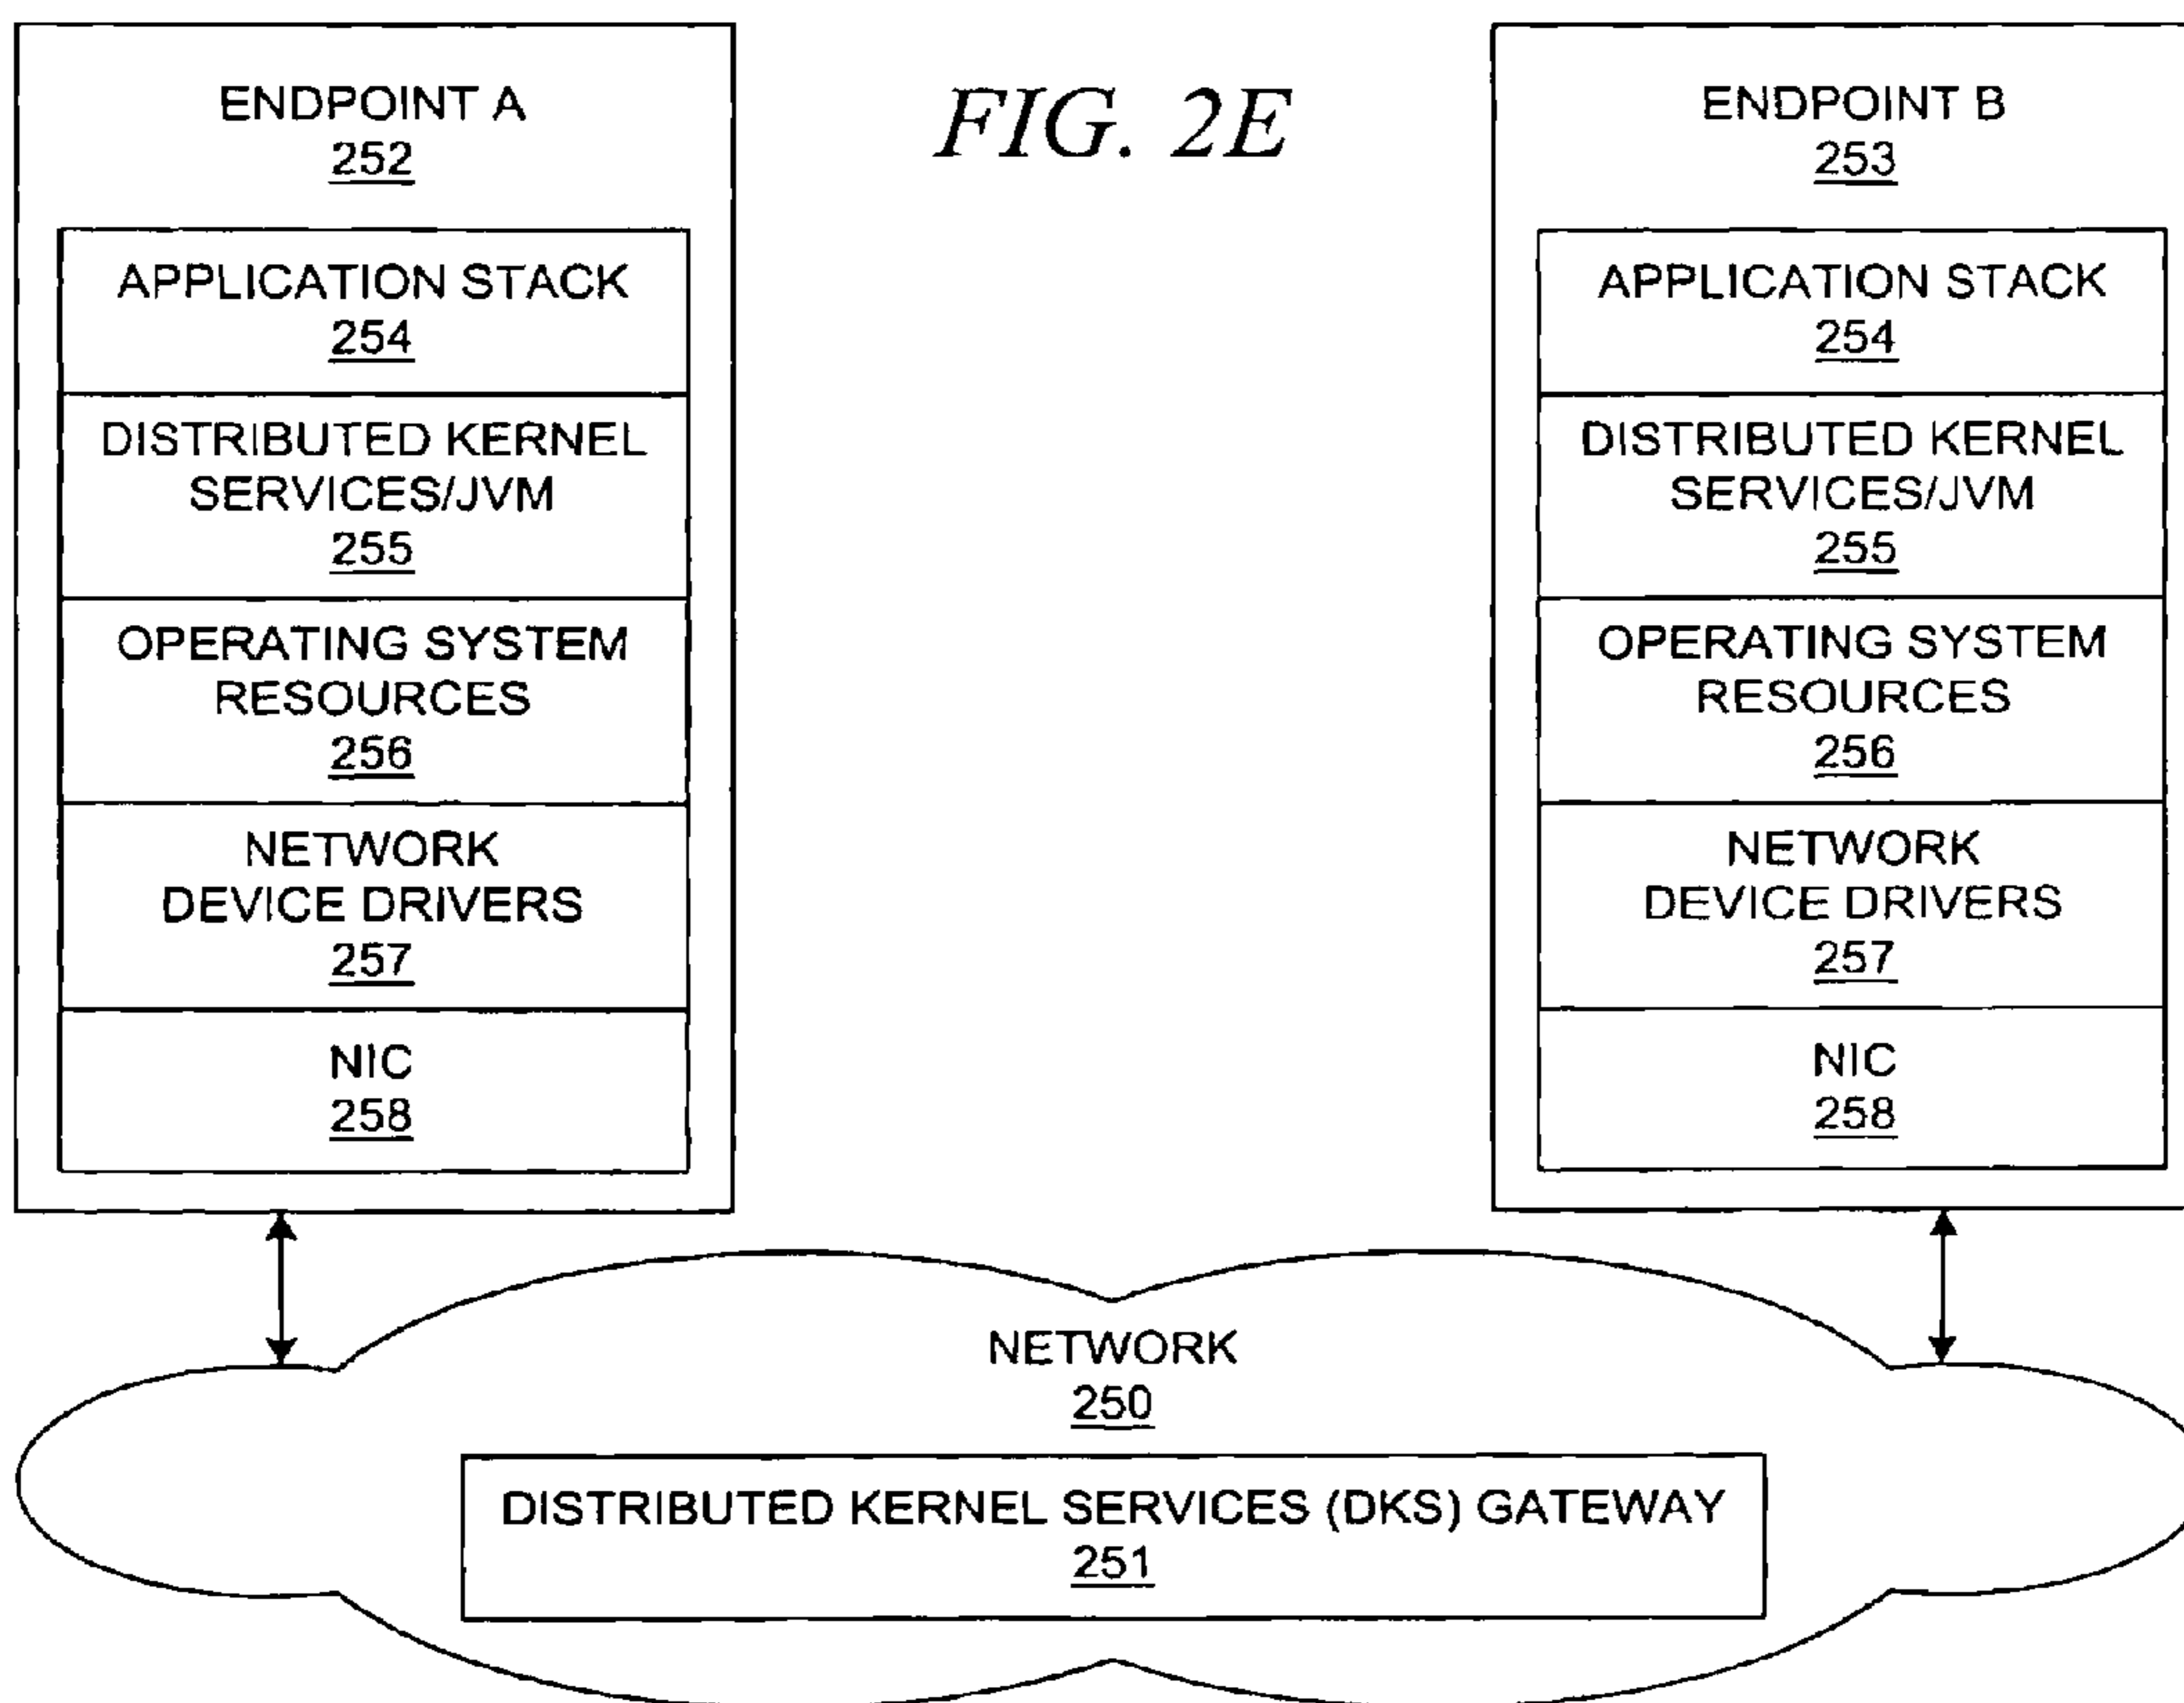 FIG. 2E
ENDPOINT A
252
APPLICATION STACK
254
DISTRIBUTED KERNEL
SERVICES/JVM
255
OPERATING SYSTEM
RESOURCES
256
NETWORK
DEVICE DRIVERS
257
NIC
258
ENDPOINT B
253
APPLICATION STACK
254
DISTRIBUTED KERNEL
SERVICES/JVM
255
OPERATING SYSTEM
RESOURCES
256
NETWORK
DEVICE DRIVERS
257
NIC
258
NETWORK
250
DISTRIBUTED KERNEL SERVICES (DKS) GATEWAY
251